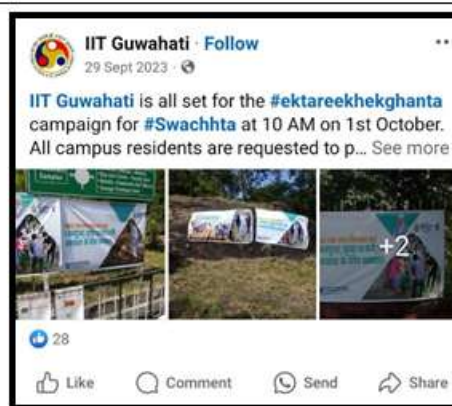 IIT Guwahati · Follow
29 Sept 2023 ·
IIT Guwahati is all set for the #ektareekhekghanta
campaign for #Swachhta at 10 AM on 1st October.
All campus residents are requested to p... See more
+2
28
Like Comment Send Share